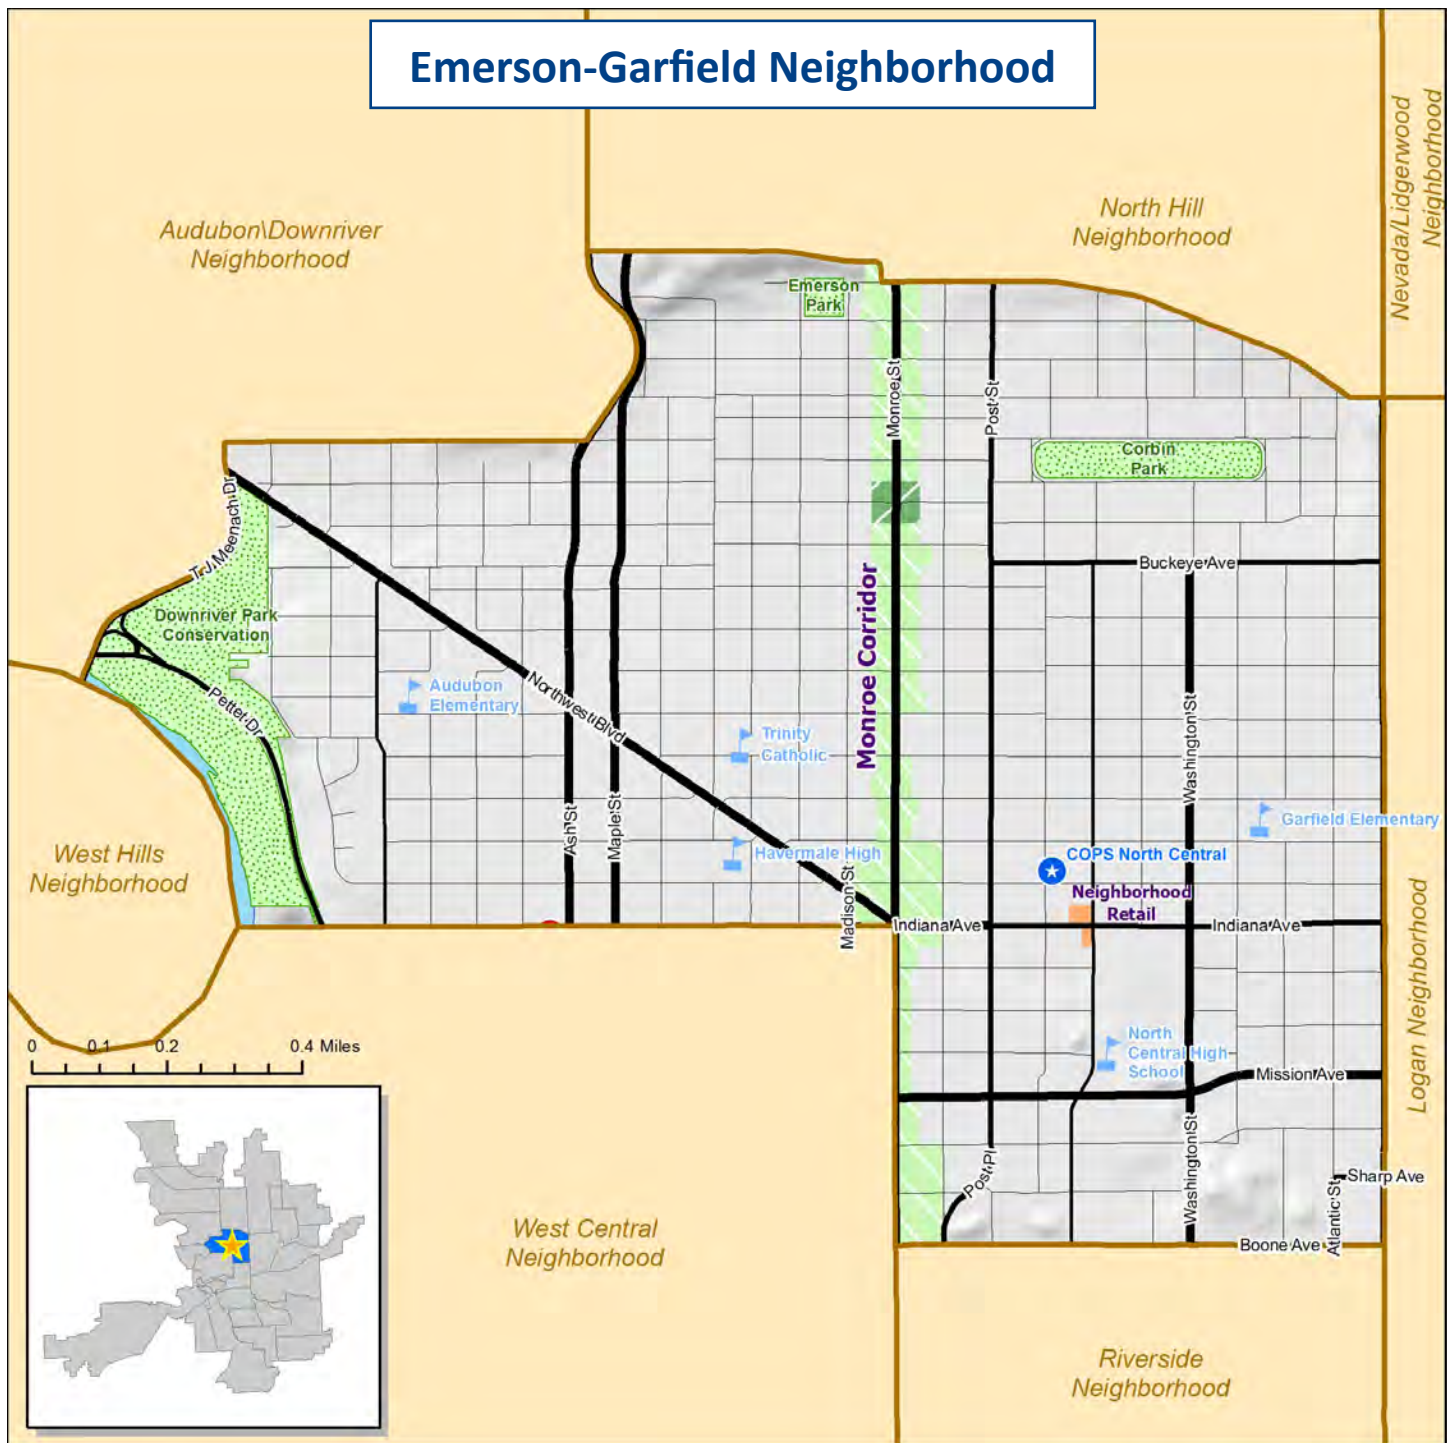 Emerson-Garfield Neighborhood
Nevada/Lidgerwood
Neighborhood
Audubon\Downriver
Neighborhood
North Hill
Neighborhood
Emerson
Park
Monroe St
Post St
Corbin
Park
T J Meenach Dr
Buckeye Ave
Downriver Park
Conservation
Monroe Corridor
Audubon
Elementary
Northwest Blvd
Pettet Dr
Washington St
Trinity
Catholic
Ash St
Maple St
Garfield Elementary
West Hills
Neighborhood
Havermale High
COPS North Central
Madison St
Neighborhood
Retail
Indiana Ave
Indiana Ave
Logan Neighborhood
North
Central High
School
0 0.1 0.2 0.4 Miles
Mission Ave
Washington St
Post Pl
Sharp Ave
Atlantic St
West Central
Neighborhood
Boone Ave
Riverside
Neighborhood